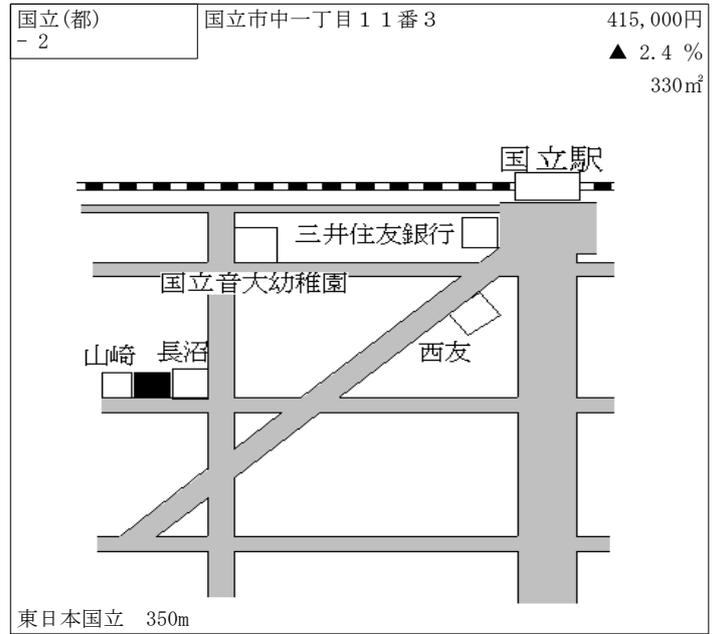 国立(都)
－２
国立市中一丁目１１番３
415,000円
▲ 2.4 %
330㎡
国立駅
三井住友銀行
国立音大幼稚園
西友
山崎
長沼
東日本国立　350m